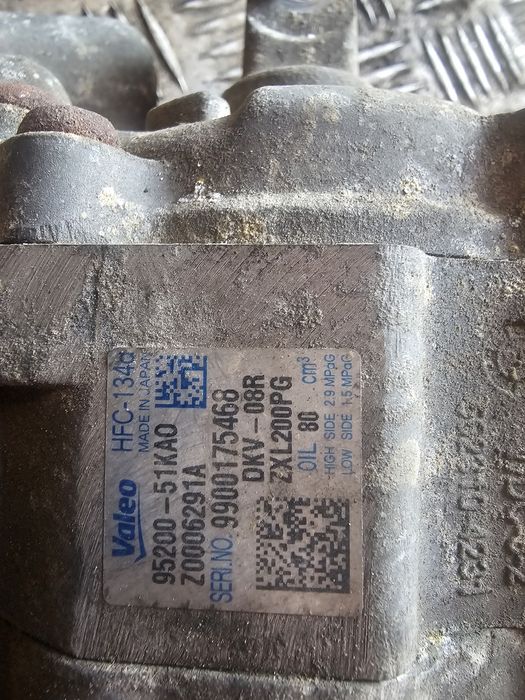 Valeo HFC-134a
MADE IN JAPAN
95200-51KA0
Z0006291A
SERI.NO. 9900175468
DKV-08R
ZXL200PG
OIL 80 cm³
HIGH SIDE 2.9 MPaG
LOW SIDE 1.5 MPaG